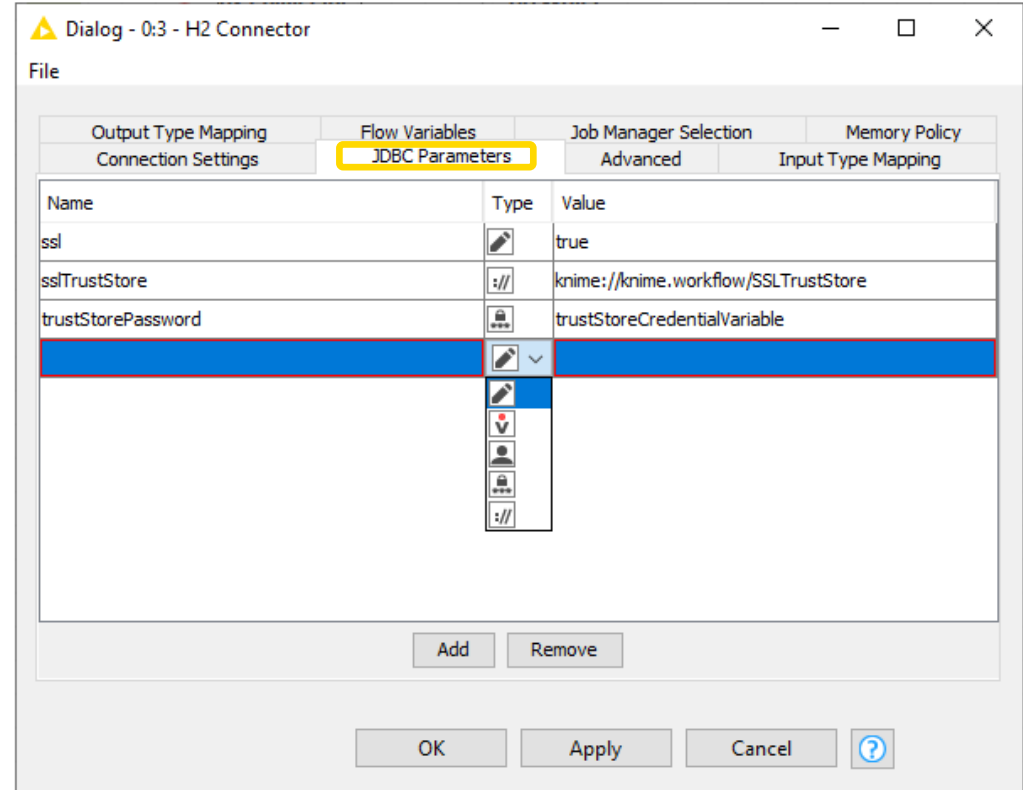 Dialog - 0:3 - H2 Connector
File
Output Type Mapping Flow Variables Job Manager Selection Memory Policy
Connection Settings JDBC Parameters Advanced Input Type Mapping
Name Type Value
ssl true
sslTrustStore :// knime://knime.workflow/SSLTrustStore
trustStorePassword trustStoreCredentialVariable
://
Add Remove
OK Apply Cancel ?